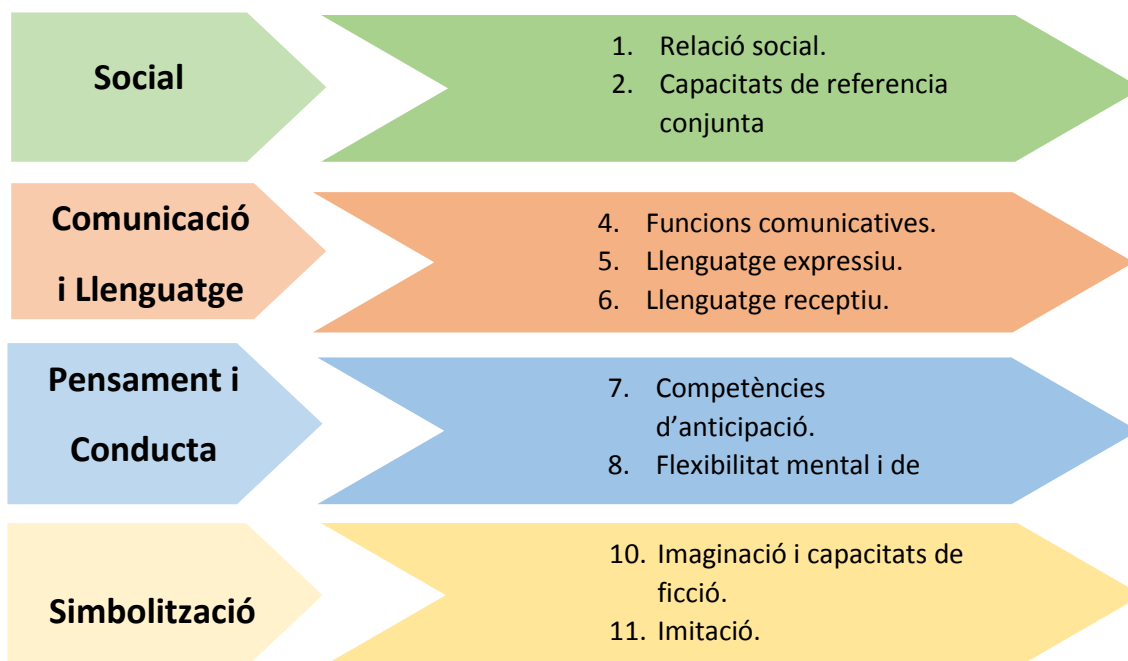 Social
1. Relació social.
2. Capacitats de referencia
conjunta
Comunicació
i Llenguatge
4. Funcions comunicatives.
5. Llenguatge expressiu.
6. Llenguatge receptiu.
Pensament i
Conducta
7. Competències
d’anticipació.
8. Flexibilitat mental i de
Simbolització
10. Imaginació i capacitats de
ficció.
11. Imitació.